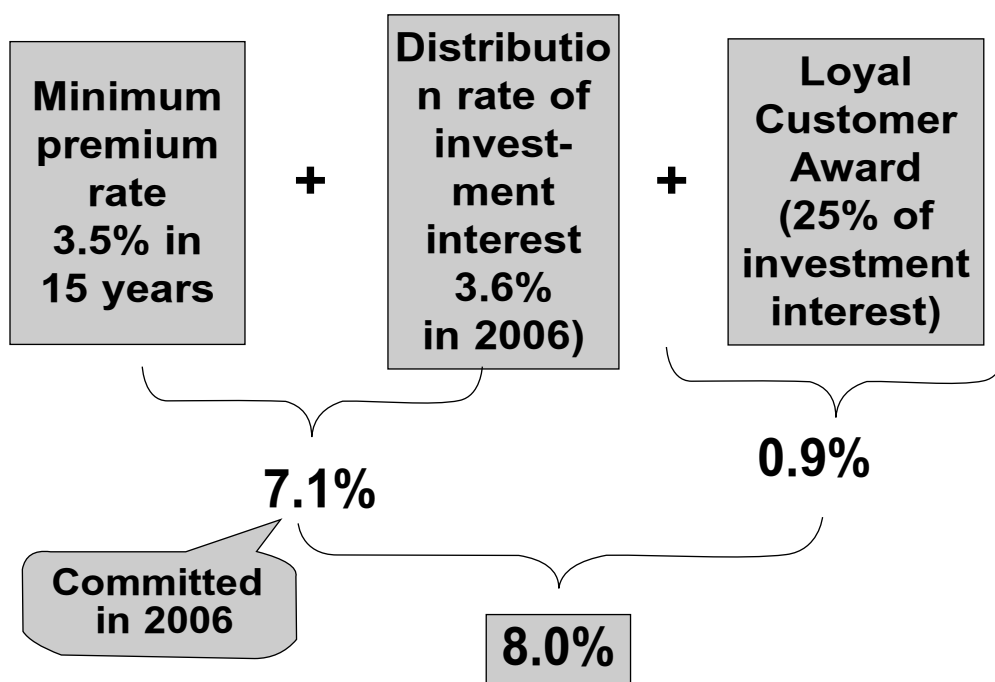 Minimum
premium
rate
3.5% in
15 years
+
Distributio
n rate of
invest-
ment
interest
3.6%
in 2006)
+
Loyal
Customer
Award
(25% of
investment
interest)
7.1%
0.9%
Committed
in 2006
8.0%